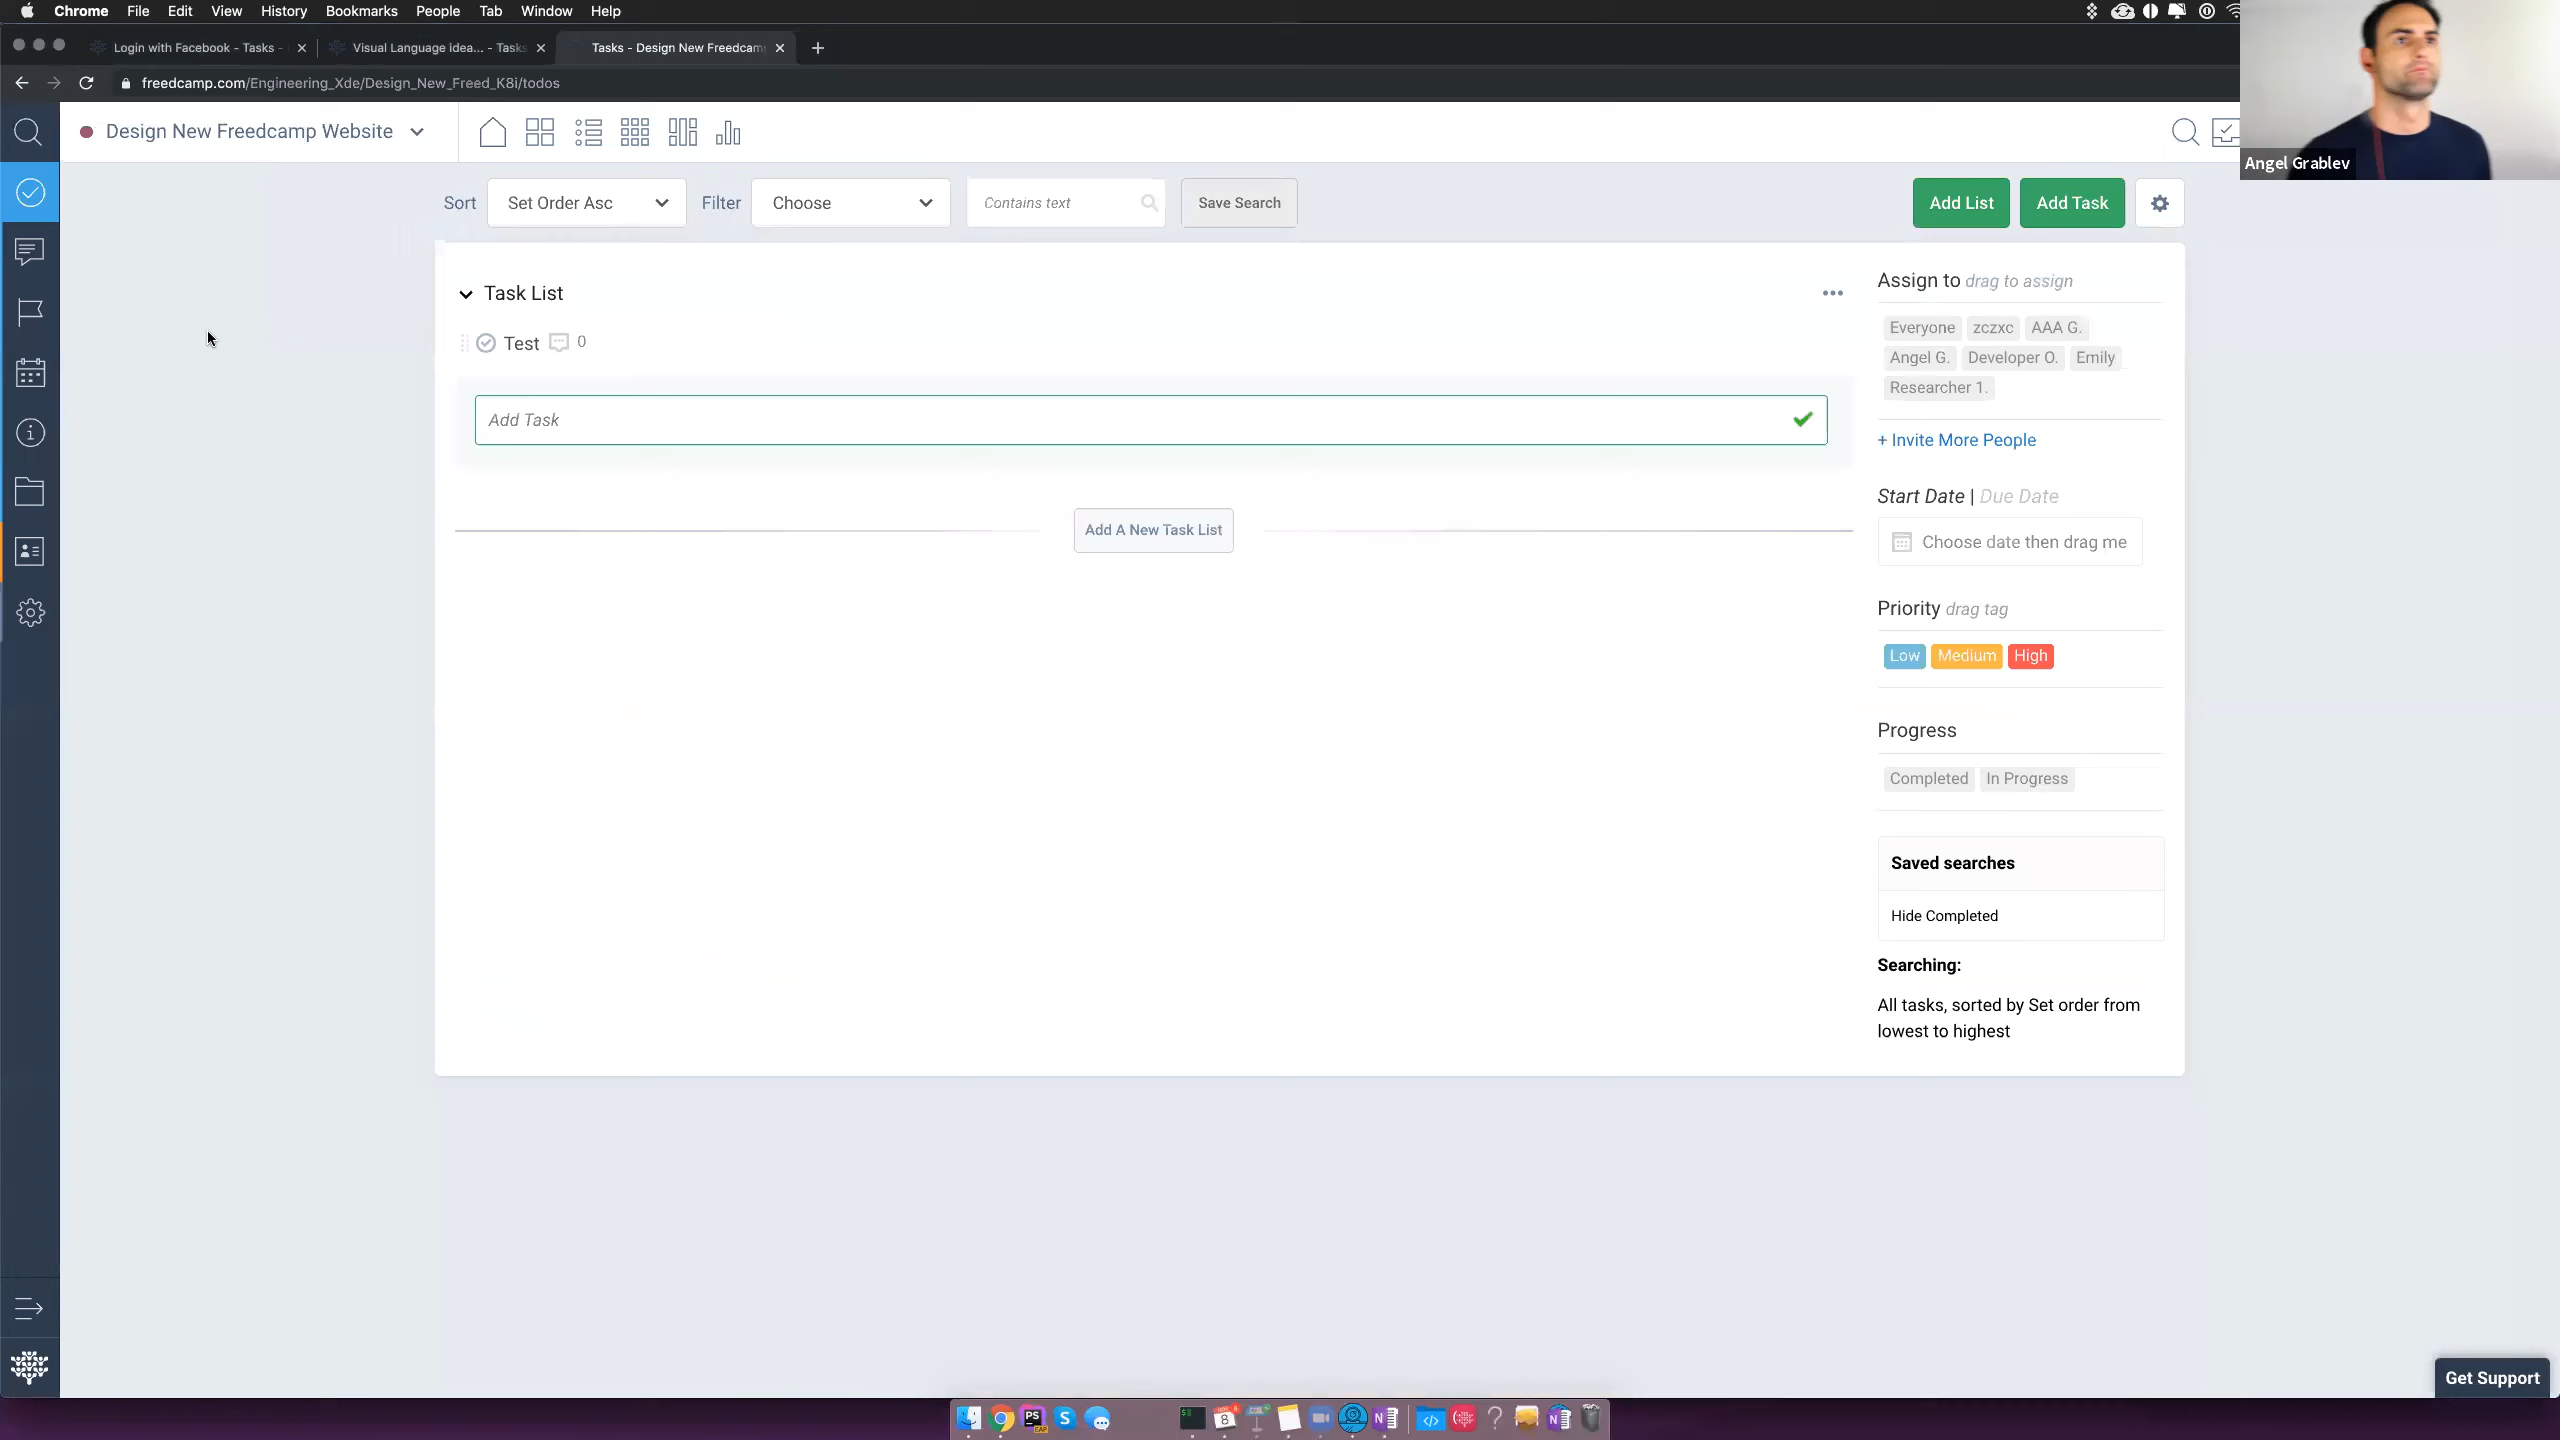 Chrome File Edit View History Bookmarks People Tab Window Help
Login with Facebook - Tasks - Visual Language idea... - Tasks Tasks - Design New Freedcam
freedcamp.com/Engineering_Xde/Design_New_Freed_K8i/todos
Design New Freedcamp Website
Angel Grablev
Sort Set Order Asc Filter Choose Contains text Save Search Add List Add Task
Task List
Test 0
Add Task
Add A New Task List
Assign to drag to assign
Everyone zczxc AAA G.
Angel G. Developer O. Emily
Researcher 1.
+ Invite More People
Start Date | Due Date
Choose date then drag me
Priority drag tag
Low Medium High
Progress
Completed In Progress
Saved searches
Hide Completed
Searching:
All tasks, sorted by Set order from
lowest to highest
Get Support
PS
EAP
S
8
N
N